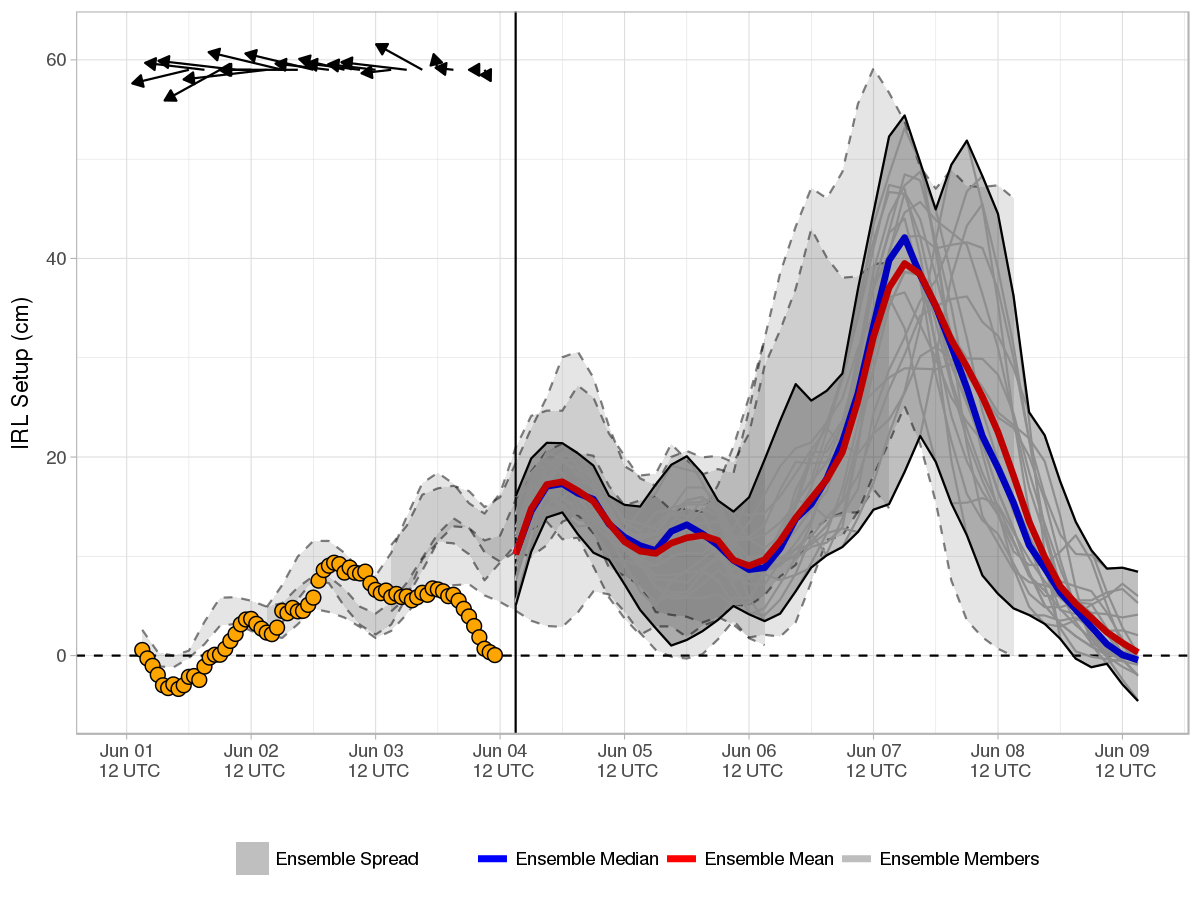 60
40
20
0
IRL Setup (cm)
Jun 01 Jun 02 Jun 03 Jun 04 Jun 05 Jun 06 Jun 07 Jun 08 Jun 09
12 UTC 12 UTC 12 UTC 12 UTC 12 UTC 12 UTC 12 UTC 12 UTC 12 UTC
Ensemble Spread Ensemble Median Ensemble Mean Ensemble Members